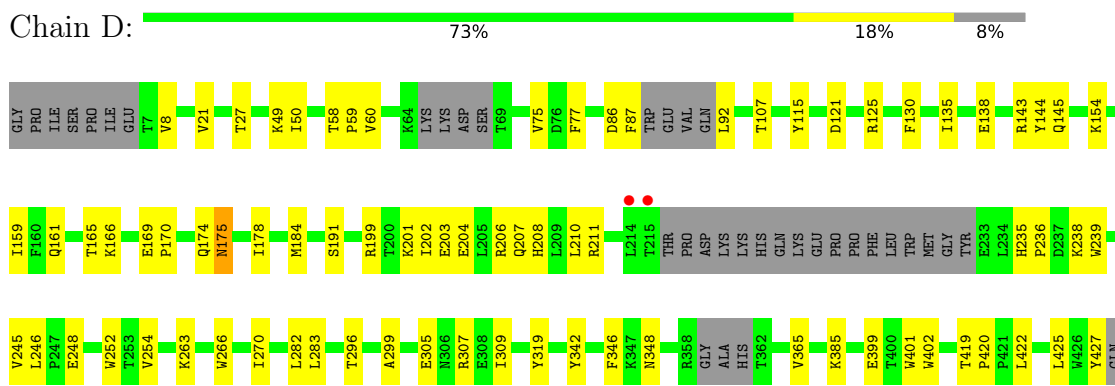 Chain D:
73% 18% 8%
GLY PRO ILE SER PRO ILE GLU T7 V8 V21 T27 K49 I50 T58 P59 V60 K64 LYS LYS ASP SER T69 V75 D76 F77 D86 F87 TRP GLU VAL GLN L92 T107 Y115 D121 R125 F130 I135 E138 R143 Y144 Q145 K154
I159 F160 Q161 T165 K166 E169 P170 Q174 N175 I178 M184 S191 R199 T200 K201 I202 E203 E204 L205 R206 Q207 H208 L209 L210 R211 L214 T215 THR PRO ASP LYS LYS HIS GLN LYS GLU PRO PRO PHE LEU TRP MET GLY TYR E233 L234 H235 P236 D237 K238 W239
V245 L246 P247 E248 W252 T253 V254 K263 W266 I270 L282 L283 T296 A299 E305 N306 R307 E308 I309 Y319 Y342 F346 K347 N348 R358 GLY ALA HIS T362 V365 K385 E399 T400 W401 W402 T419 P420 P421 L422 L425 W426 Y427 GLN